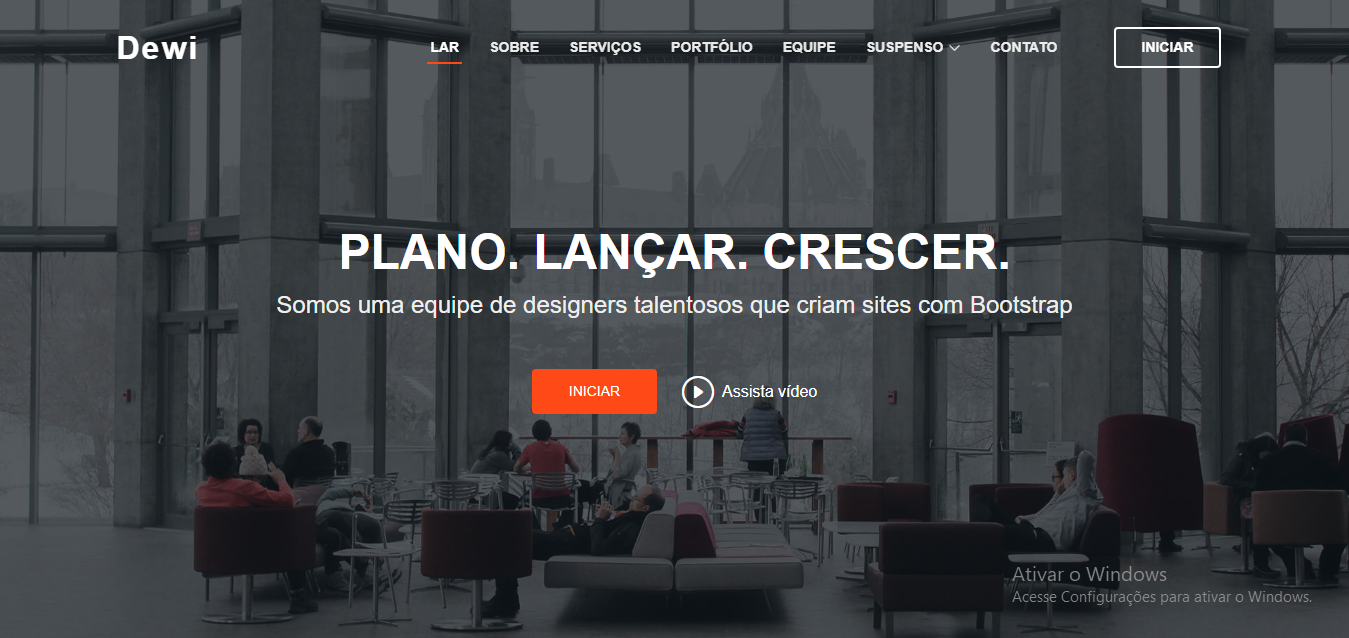 Dewi
LAR SOBRE SERVIÇOS PORTFÓLIO EQUIPE SUSPENSO CONTATO INICIAR
PLANO. LANÇAR. CRESCER.
Somos uma equipe de designers talentosos que criam sites com Bootstrap
INICIAR Assista vídeo
Ativar o Windows
Acesse Configurações para ativar o Windows.